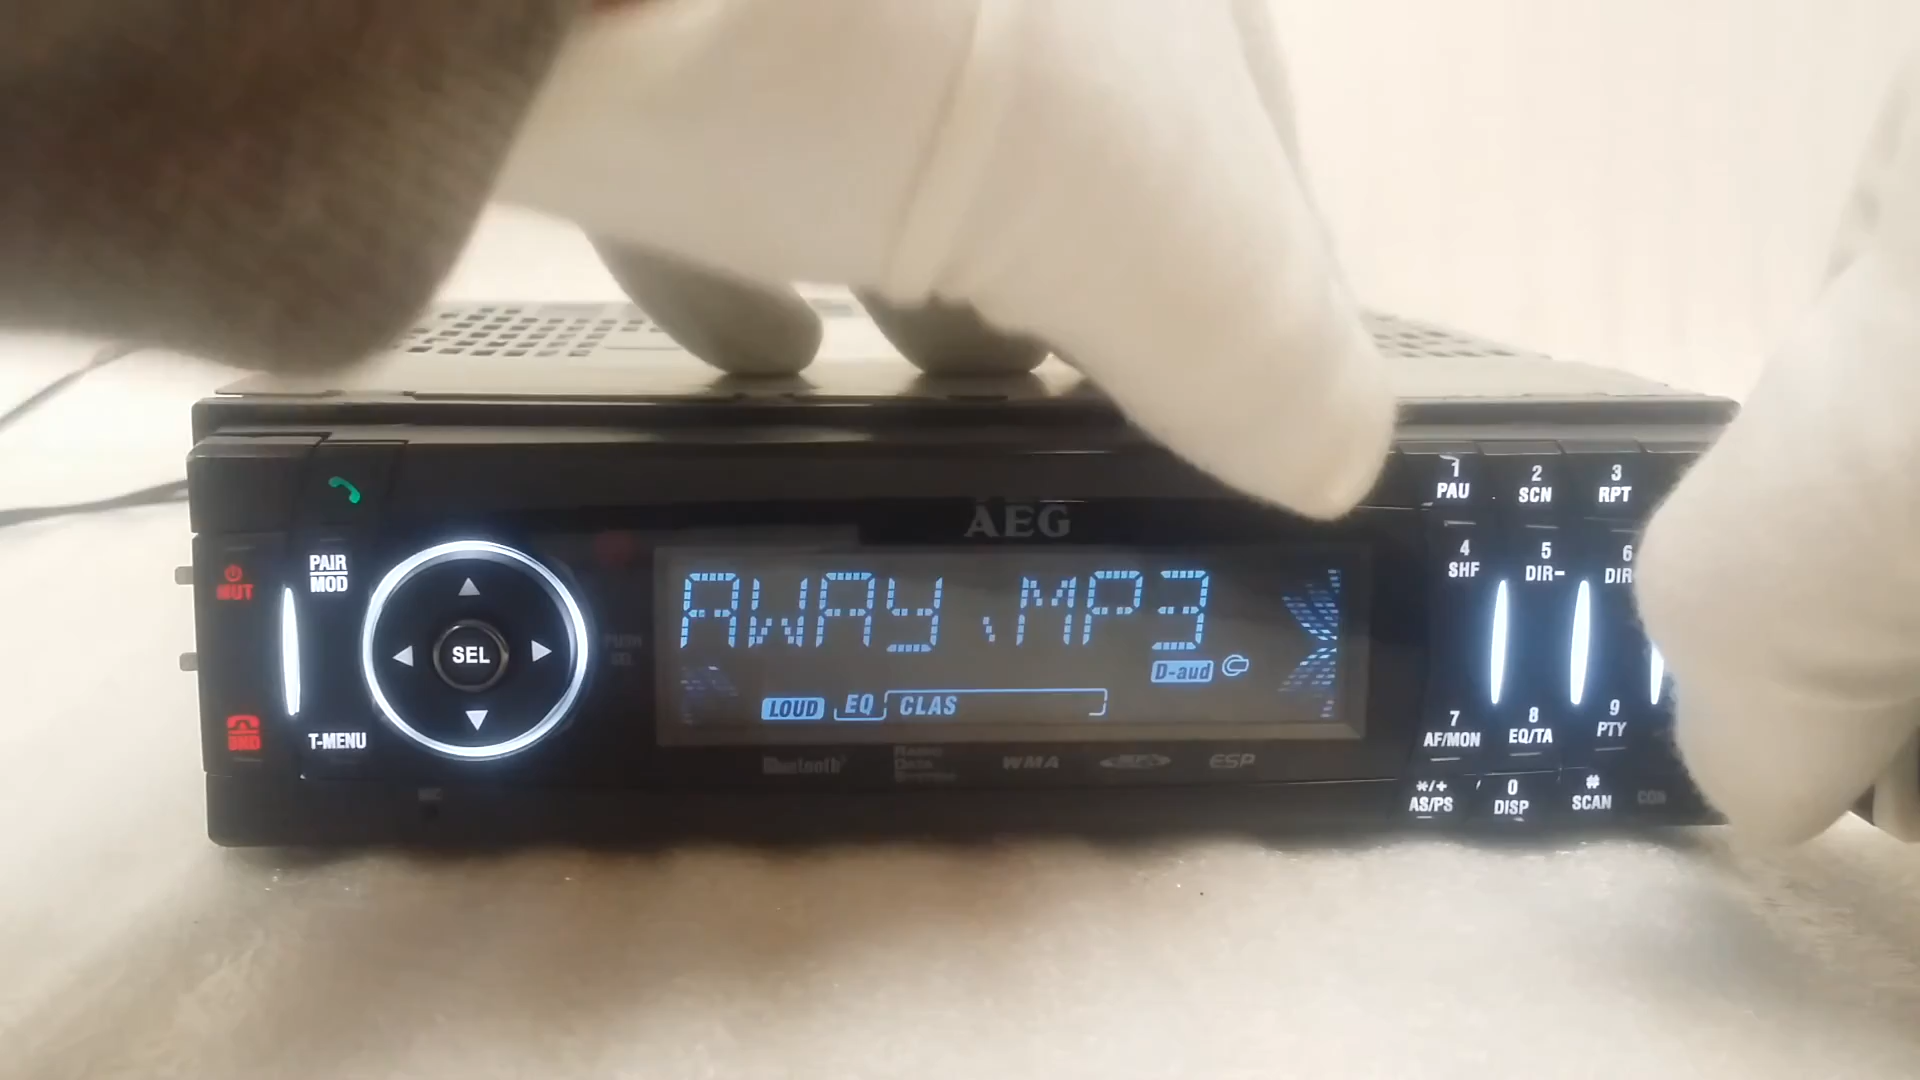 AEG
1
PAU
2
SCN
3
RPT
4
SHF
5
DIR-
6
DIR
MUT
PAIR
MOD
SEL
AWAY.MP3
D-aud
LOUD EQ CLAS
T-MENU
7
AF/MON
8
EQ/TA
9
PTY
Bluetooth
WMA
ESP
*/+
AS/PS
0
DISP
#
SCAN